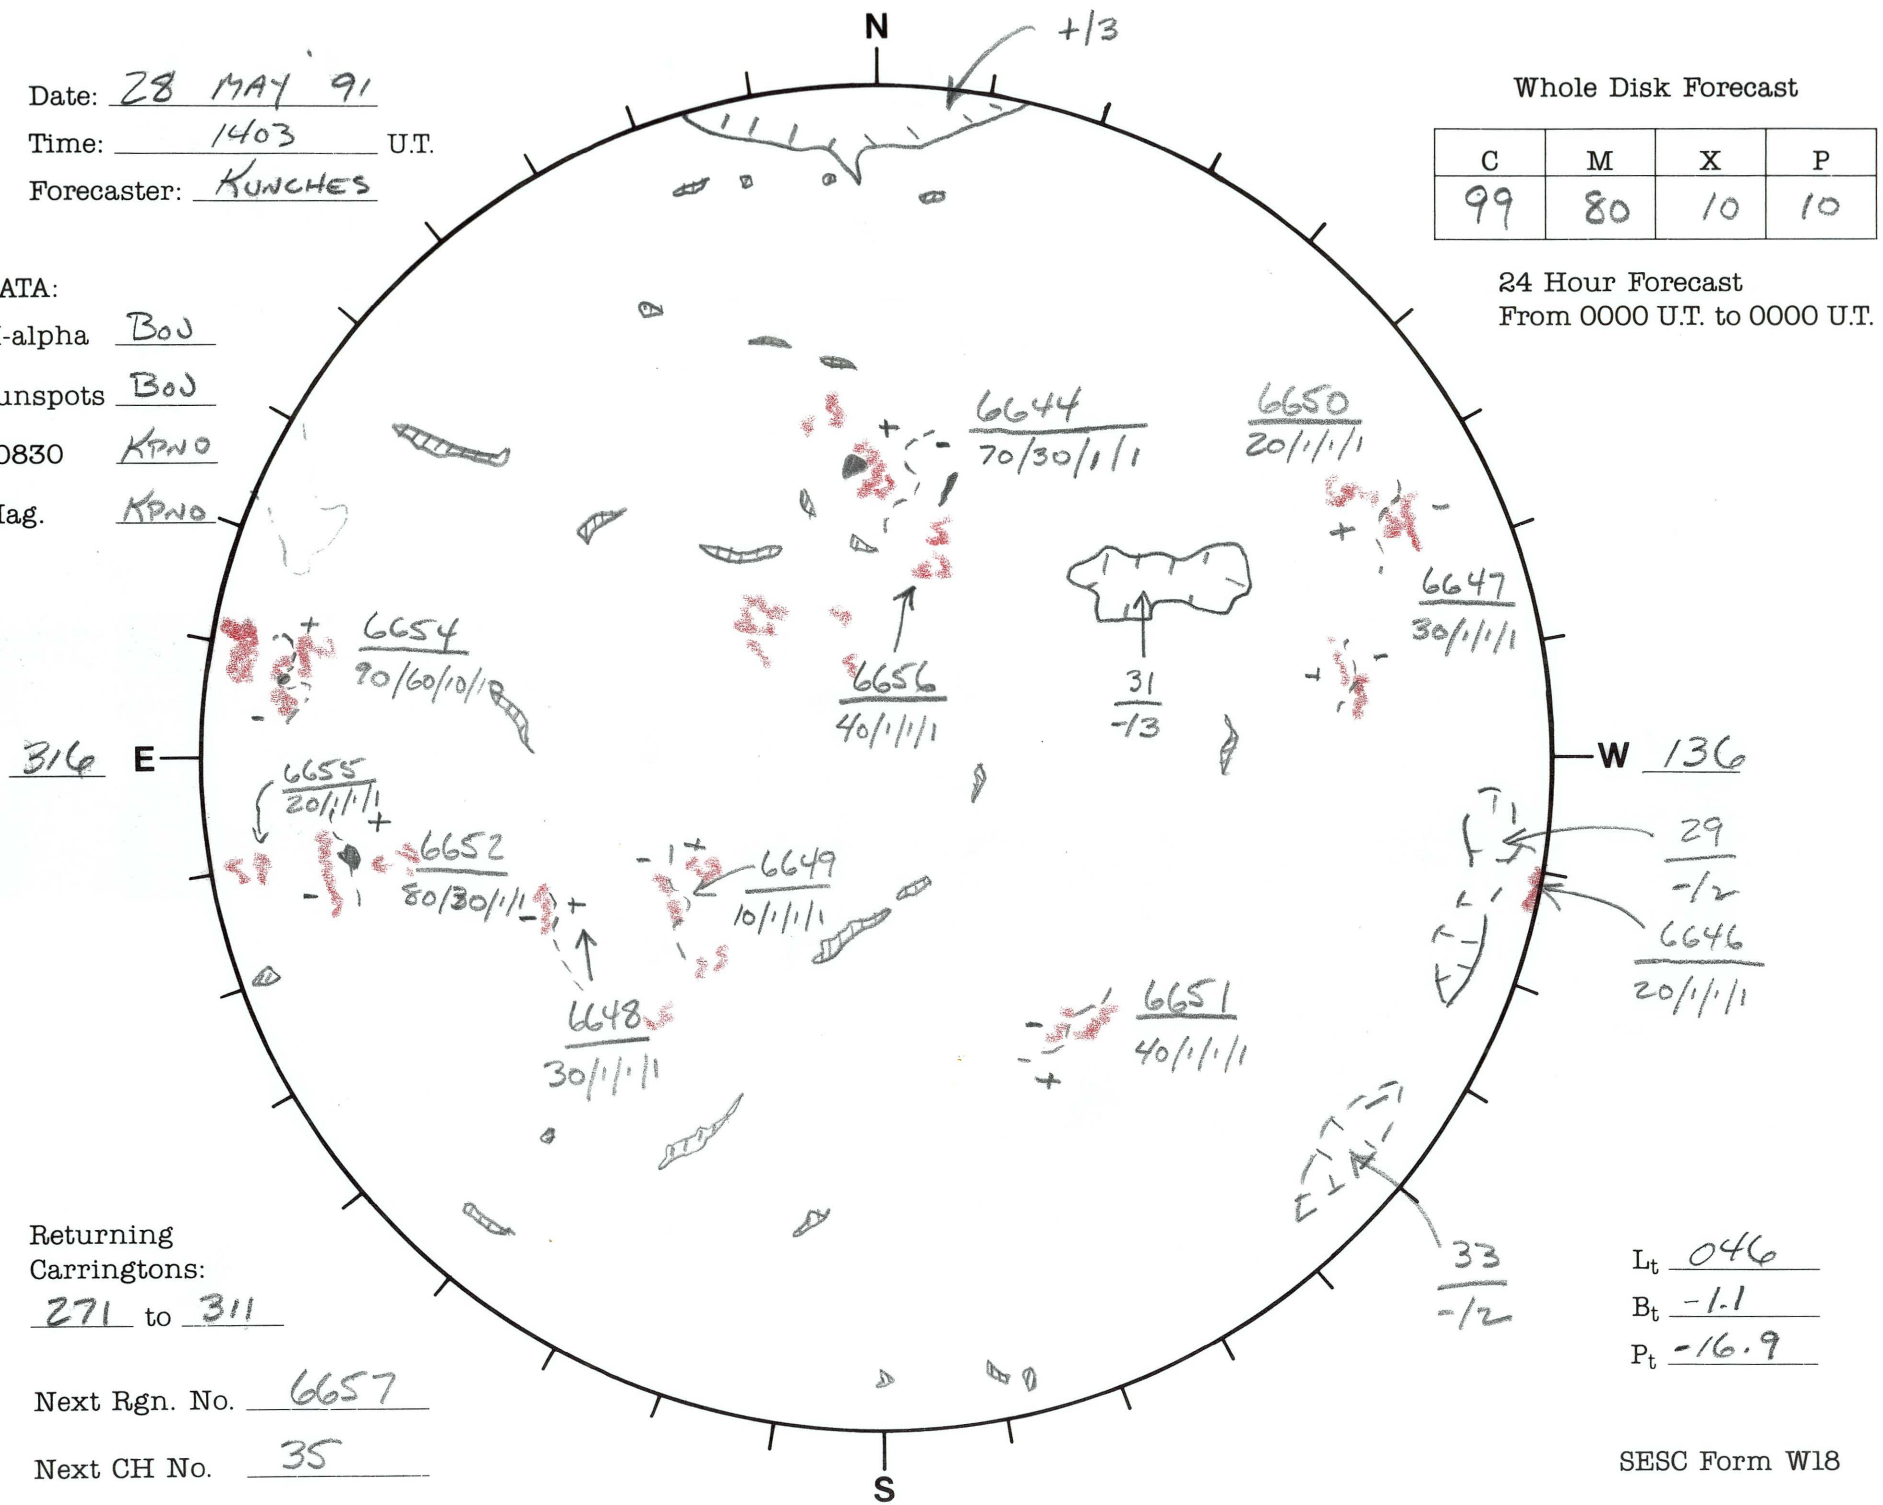 N
+/3
Date: 28 MAY '91
Time: 1403 U.T.
Forecaster: KUNCHES
Whole Disk Forecast
C M X P
99 80 10 10
24 Hour Forecast
From 0000 U.T. to 0000 U.T.
ATA:
-alpha BOU
unspots BOU
0830 KPNO
Mag. KPNO
6644
70/30/1/1
+
-
6650
20/1/1/1
+
-
6647
30/1/1/1
+
-
6654
90/60/10/10
+
-
6656
40/1/1/1
31
-/3
316 E
W 136
6655
20/1/1/1
+
6652
80/30/1/1
-
- +
6649
10/1/1/1
- +
29
-/2
6646
20/1/1/1
6648
30/1/1/1
6651
40/1/1/1
-
-
+
33
-/2
Returning
Carringtons:
271 to 311
Next Rgn. No. 6657
Next CH No. 35
Lt 046
Bt -1.1
Pt -16.9
S
SESC Form W18